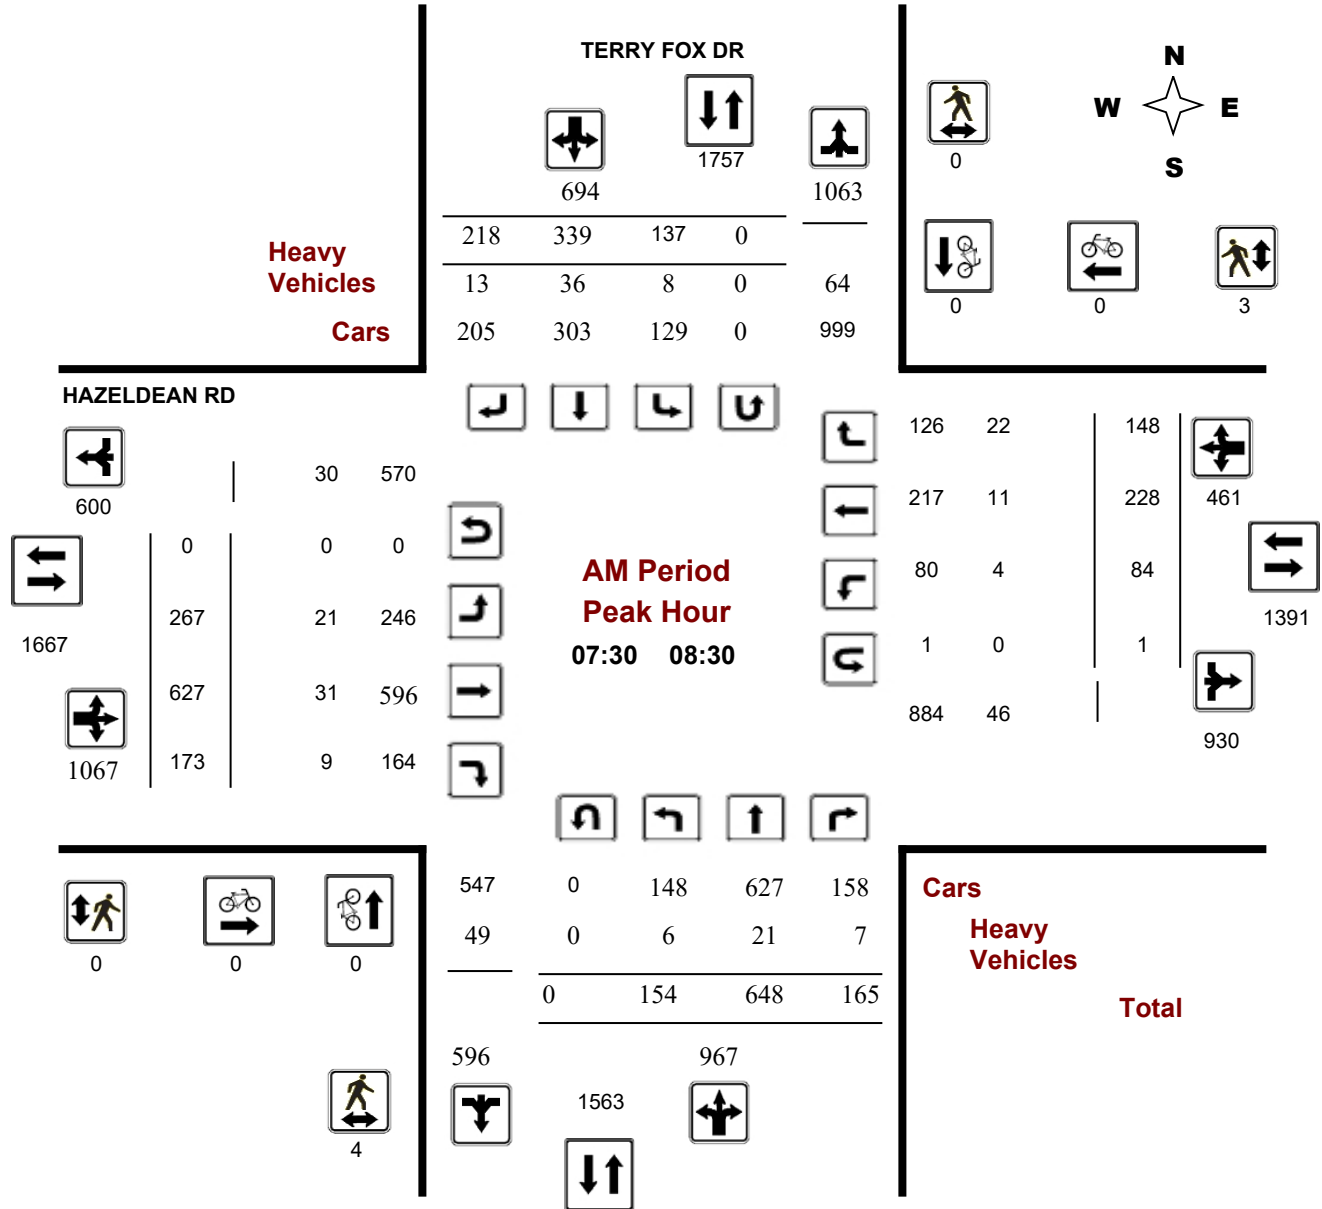 TERRY FOX DR
N
W E
S
1757
0
694 1063
218 339 137 0
Heavy
Vehicles
13 36 8 0 64
0 0 3
Cars
205 303 129 0 999
HAZELDEAN RD
126 22 148
30 570
600
217 11 228 461
0 0 0
AM Period
80 4 84
Peak Hour
267 21 246
1391
1667
07:30 08:30
1 0 1
627 31 596
884 46
930
1067 173 9 164
547 0 148 627 158
Cars
49 0 6 21 7
Heavy
Vehicles
0 0 0
0 154 648 165
Total
596 967
1563
4